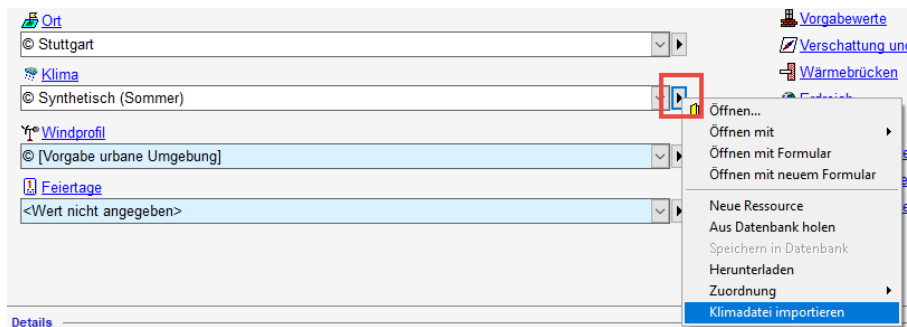 Ort
© Stuttgart
Klima
© Synthetisch (Sommer)
Windprofil
© [Vorgabe urbane Umgebung]
Feiertage
<Wert nicht angegeben>
Details
Vorgabewerte
Verschattung und
Wärmebrücken
Öffnen...
Öffnen mit
Öffnen mit Formular
Öffnen mit neuem Formular
Neue Ressource
Aus Datenbank holen
Speichern in Datenbank
Herunterladen
Zuordnung
Klimadatei importieren